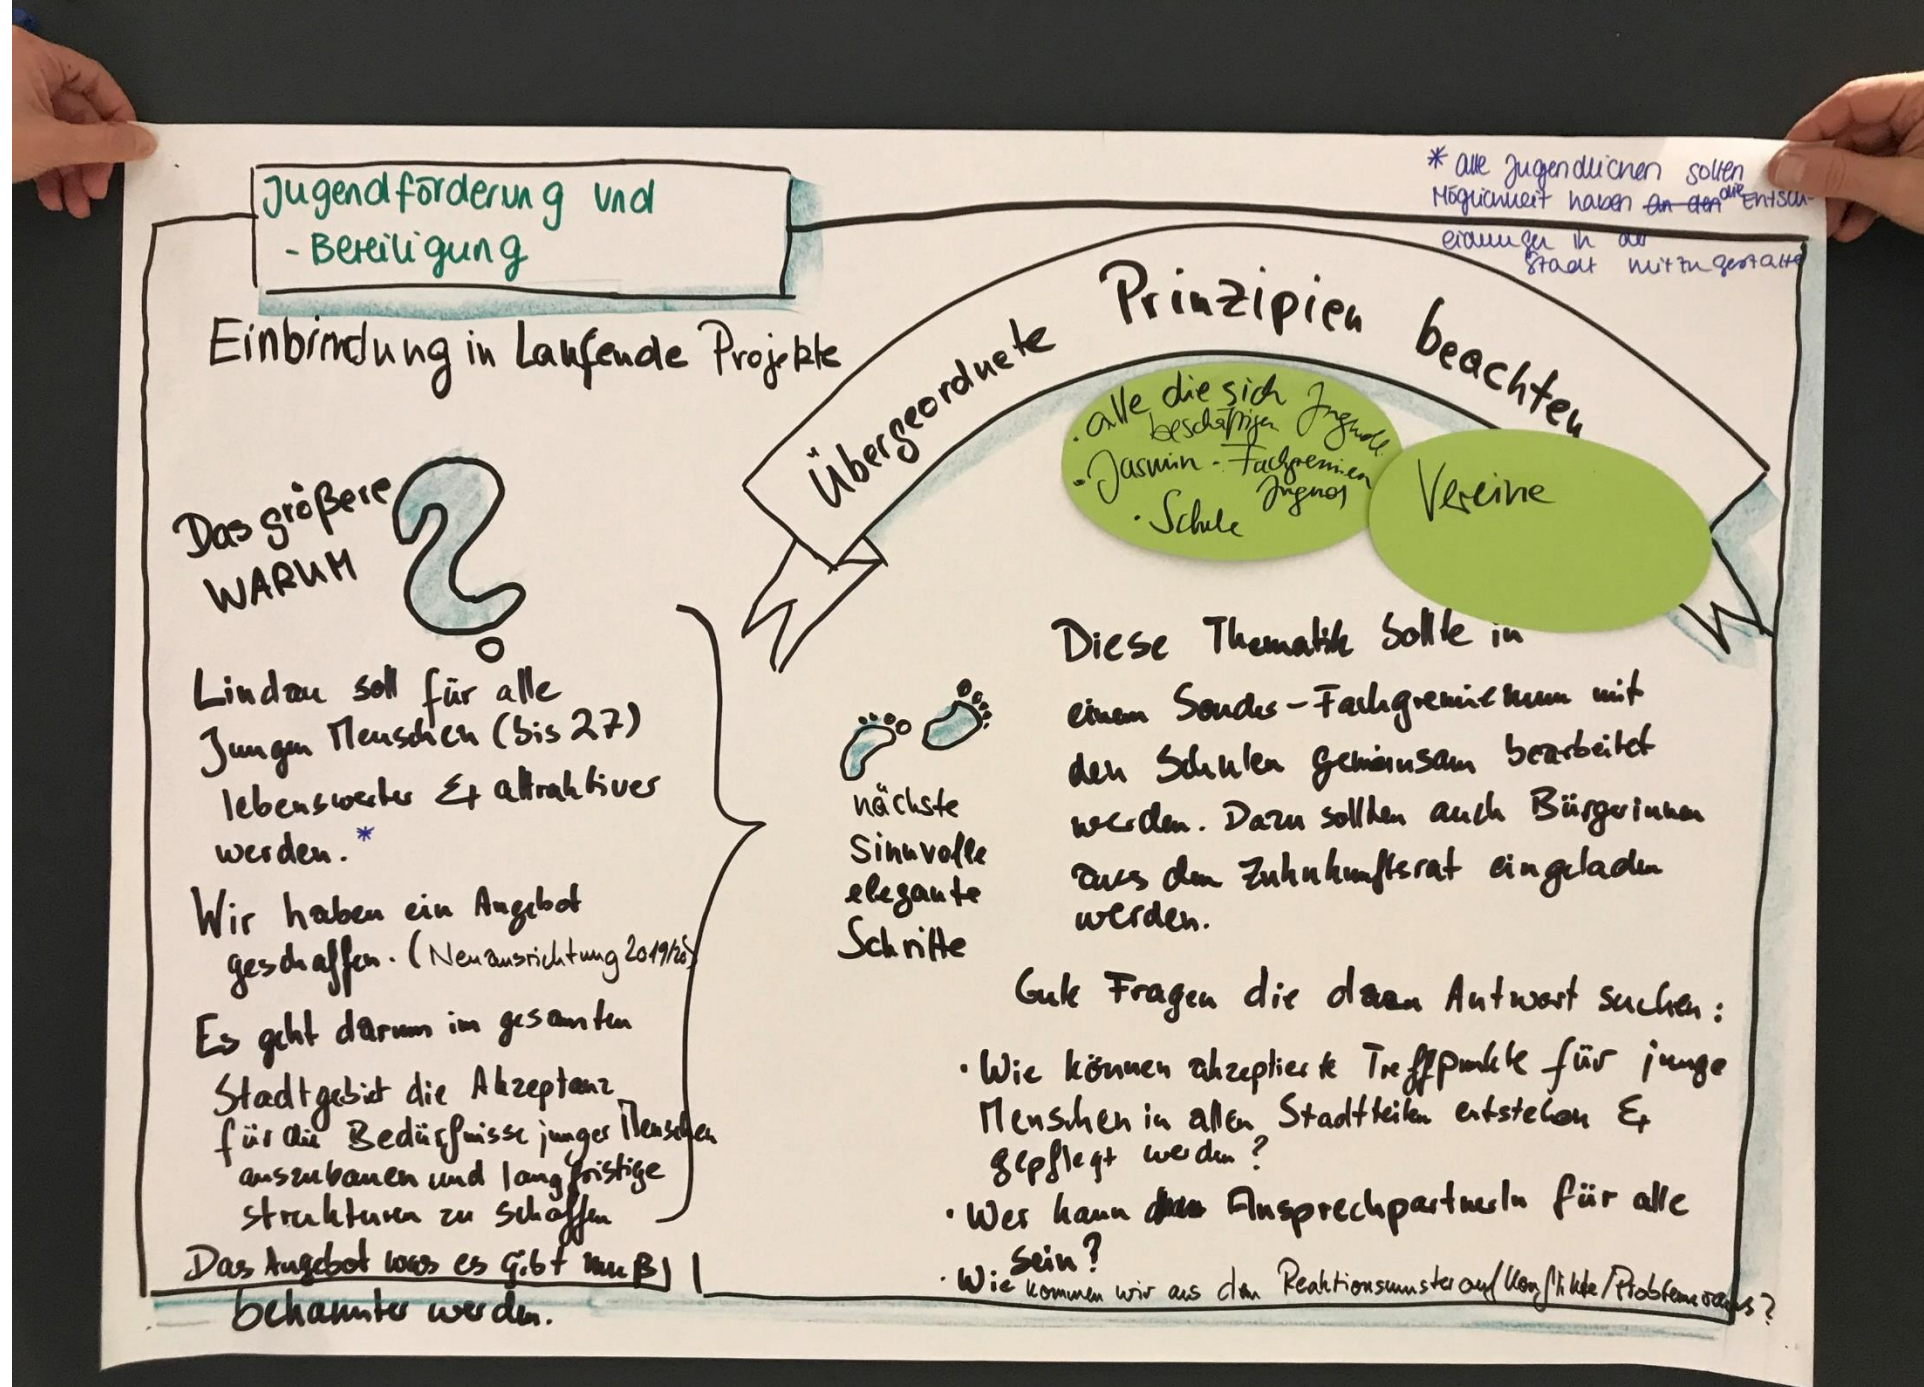 Jugendförderung und
- Beteiligung
* alle Jugendlichen sollen
Möglichkeit haben an den die Entsch-
eidungen in der
Stadt mitzugestalten
Einbindung in Laufende Projekte
Übergeordnete Prinzipien beachten
· alle die sich
beschäftigen Jugendl.
· Jasmin - Fachgremien
Jugend
· Schule
Vereine
Das größere
WARUM
?
Lindau soll für alle
Jungen Menschen (bis 27)
lebenswerter & attraktiver
werden. *
Wir haben ein Angebot
geschaffen. (Neuausrichtung 2019/20)
Es geht darum im gesamten
Stadtgebiet die Akzeptanz
für die Bedürfnisse junger Menschen
auszubauen und langfristige
strukturen zu schaffen
Das Angebot was es gibt muß
bekannter werden.
nächste
Sinnvolle
elegante
Schritte
Diese Thematik sollte in
einem Sonder-Fachgremium mit
den Schulen gemeinsam bearbeitet
werden. Dazu sollten auch Bürgerinnen
aus dem Zukunftsrat eingeladen
werden.
Gute Fragen die Antwort suchen:
· Wie können akzeptierte Treffpunkte für junge
Menschen in allen Stadtteilen entstehen &
gepflegt werden?
· Wer kann AnsprechpartnerIn für alle
sein?
· Wie kommen wir aus dem Reaktionsmuster auf Konflikte/Probleme raus?